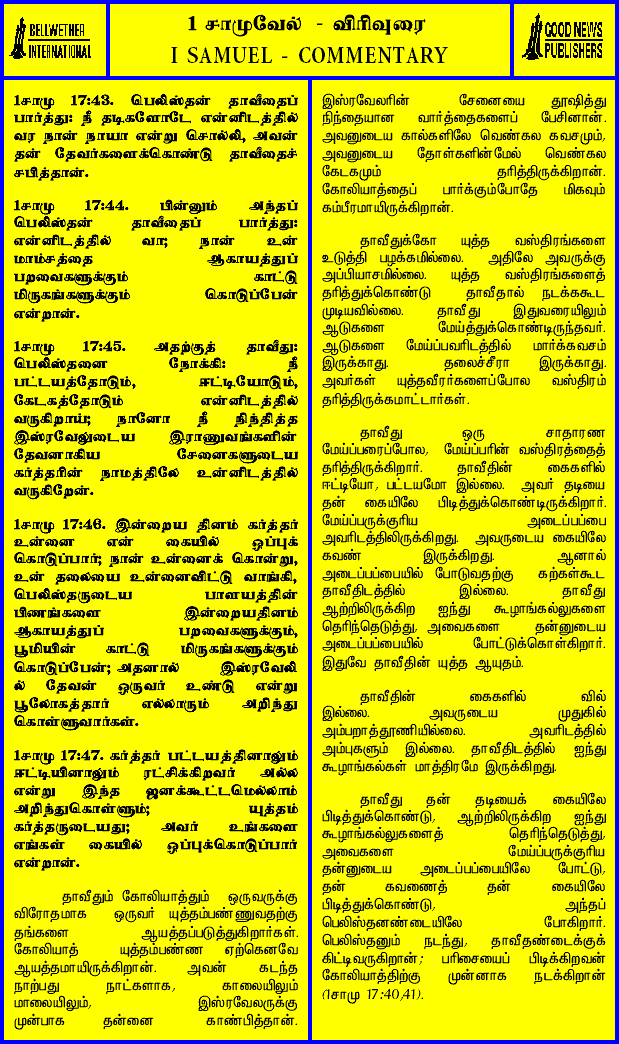 BELLWETHER
INTERNATIONAL
1 சாமுவேல் - விரிவுரை
I SAMUEL - COMMENTARY
GOOD NEWS
PUBLISHERS
1சாமு 17:43. பெலிஸ்தன் தாவீதைப்
பார்த்து: நீ தடிகளோடே என்னிடத்தில்
வர நான் நாயா என்று சொல்லி, அவன்
தன் தேவர்களைக்கொண்டு தாவீதைச்
சபித்தான்.
1சாமு 17:44. பின்னும் அந்தப்
பெலிஸ்தன் தாவீதைப் பார்த்து:
என்னிடத்தில் வா; நான் உன்
மாம்சத்தை ஆகாயத்துப்
பறவைகளுக்கும் காட்டு
மிருகங்களுக்கும் கொடுப்பேன்
என்றான்.
1சாமு 17:45. அதற்குத் தாவீது:
பெலிஸ்தனை நோக்கி: நீ
பட்டயத்தோடும், ஈட்டியோடும்,
கேடகத்தோடும் என்னிடத்தில்
வருகிறாய்; நானோ நீ நிந்தித்த
இஸ்ரவேலுடைய இராணுவங்களின்
தேவனாகிய சேனைகளுடைய
கர்த்தரின் நாமத்திலே உன்னிடத்தில்
வருகிறேன்.
1சாமு 17:46. இன்றைய தினம் கர்த்தர்
உன்னை என் கையில் ஒப்புக்
கொடுப்பார்; நான் உன்னைக் கொன்று,
உன் தலையை உன்னைவிட்டு வாங்கி,
பெலிஸ்தருடைய பாளயத்தின்
பிணங்களை இன்றையதினம்
ஆகாயத்துப் பறவைகளுக்கும்,
பூமியின் காட்டு மிருகங்களுக்கும்
கொடுப்பேன்; அதனால் இஸ்ரவேலி
ல் தேவன் ஒருவர் உண்டு என்று
பூலோகத்தார் எல்லாரும் அறிந்து
கொள்ளுவார்கள்.
1சாமு 17:47. கர்த்தர் பட்டயத்தினாலும்
ஈட்டியினாலும் ரட்சிக்கிறவர் அல்ல
என்று இந்த ஜனக்கூட்டமெல்லாம்
அறிந்துகொள்ளும்; யுத்தம்
கர்த்தருடையது; அவர் உங்களை
எங்கள் கையில் ஒப்புக்கொடுப்பார்
என்றான்.
தாவீதும் கோலியாத்தும் ஒருவருக்கு
விரோதமாக ஒருவர் யுத்தம்பண்ணுவதற்கு
தங்களை ஆயத்தப்படுத்துகிறார்கள்.
கோலியாத் யுத்தம்பண்ண ஏற்கெனவே
ஆயத்தமாயிருக்கிறான். அவன் கடந்த
நாற்பது நாட்களாக, காலையிலும்
மாலையிலும், இஸ்ரவேலருக்கு
முன்பாக தன்னை காண்பித்தான்.
இஸ்ரவேலரின் சேனையை தூஷித்து
நிந்தையான வார்த்தைகளைப் பேசினான்.
அவனுடைய கால்களிலே வெண்கல கவசமும்,
அவனுடைய தோள்களின்மேல் வெண்கல
கேடகமும் தரித்திருக்கிறான்.
கோலியாத்தைப் பார்க்கும்போதே மிகவும்
கம்பீரமாயிருக்கிறான்.
தாவீதுக்கோ யுத்த வஸ்திரங்களை
உடுத்தி பழக்கமில்லை. அதிலே அவருக்கு
அப்பியாசமில்லை. யுத்த வஸ்திரங்களைத்
தரித்துக்கொண்டு தாவீதால் நடக்ககூட
முடியவில்லை. தாவீது இதுவரையிலும்
ஆடுகளை மேய்த்துக்கொண்டிருந்தவர்.
ஆடுகளை மேய்ப்பவரிடத்தில் மார்க்கவசம்
இருக்காது. தலைச்சீரா இருக்காது.
அவர்கள் யுத்தவீரர்களைப்போல வஸ்திரம்
தரித்திருக்கமாட்டார்கள்.
தாவீது ஒரு சாதாரண
மேய்ப்பரைப்போல, மேய்ப்பரின் வஸ்திரத்தைத்
தரித்திருக்கிறார். தாவீதின் கைகளில்
ஈட்டியோ, பட்டயமோ இல்லை. அவர் தடியை
தன் கையிலே பிடித்துக்கொண்டிருக்கிறார்.
மேய்ப்பருக்குரிய அடைப்பப்பை
அவரிடத்திலிருக்கிறது. அவருடைய கையிலே
கவண் இருக்கிறது. ஆனால்
அடைப்பப்பையில் போடுவதற்கு கற்கள்கூட
தாவீதிடத்தில் இல்லை. தாவீது
ஆற்றிலிருக்கிற ஐந்து கூழாங்கல்லுகளை
தெரிந்தெடுத்து, அவைகளை தன்னுடைய
அடைப்பப்பையில் போட்டுக்கொள்கிறார்.
இதுவே தாவீதின் யுத்த ஆயுதம்.
தாவீதின் கைகளில் வில்
இல்லை. அவருடைய முதுகில்
அம்பறாத்தூணியில்லை. அவரிடத்தில்
அம்புகளும் இல்லை. தாவீதிடத்தில் ஐந்து
கூழாங்கல்கள் மாத்திரமே இருக்கிறது.
தாவீது தன் தடியைக் கையிலே
பிடித்துக்கொண்டு, ஆற்றிலிருக்கிற ஐந்து
கூழாங்கல்லுகளைத் தெரிந்தெடுத்து,
அவைகளை மேய்ப்பருக்குரிய
தன்னுடைய அடைப்பப்பையிலே போட்டு,
தன் கவணைத் தன் கையிலே
பிடித்துக்கொண்டு, அந்தப்
பெலிஸ்தனண்டையிலே போகிறார்.
பெலிஸ்தனும் நடந்து, தாவீதண்டைக்குக்
கிட்டிவருகிறான்; பரிசையைப் பிடிக்கிறவன்
கோலியாத்திற்கு முன்னாக நடக்கிறான்
(1சாமு 17:40,41).